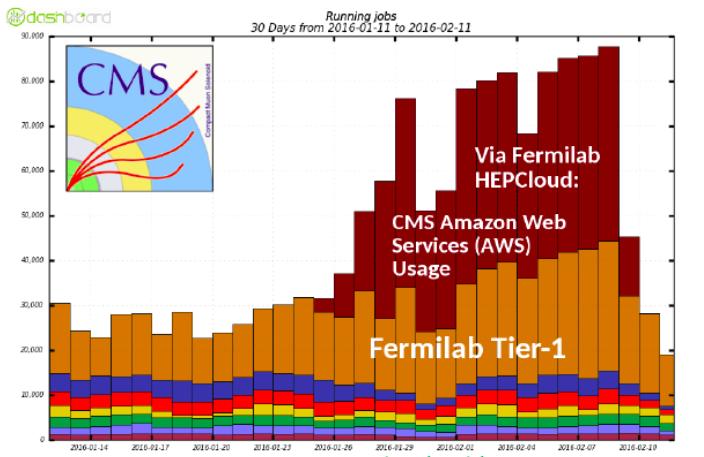 dashboard
Running jobs
30 Days from 2016-01-11 to 2016-02-11
90,000
80,000
70,000
60,000
50,000
40,000
30,000
20,000
10,000
0
CMS
Compact Muon Solenoid
Via Fermilab
HEPCloud:
CMS Amazon Web
Services (AWS)
Usage
Fermilab Tier-1
2016-01-14
2016-01-17
2016-01-20
2016-01-23
2016-01-26
2016-01-29
2016-02-01
2016-02-04
2016-02-07
2016-02-10